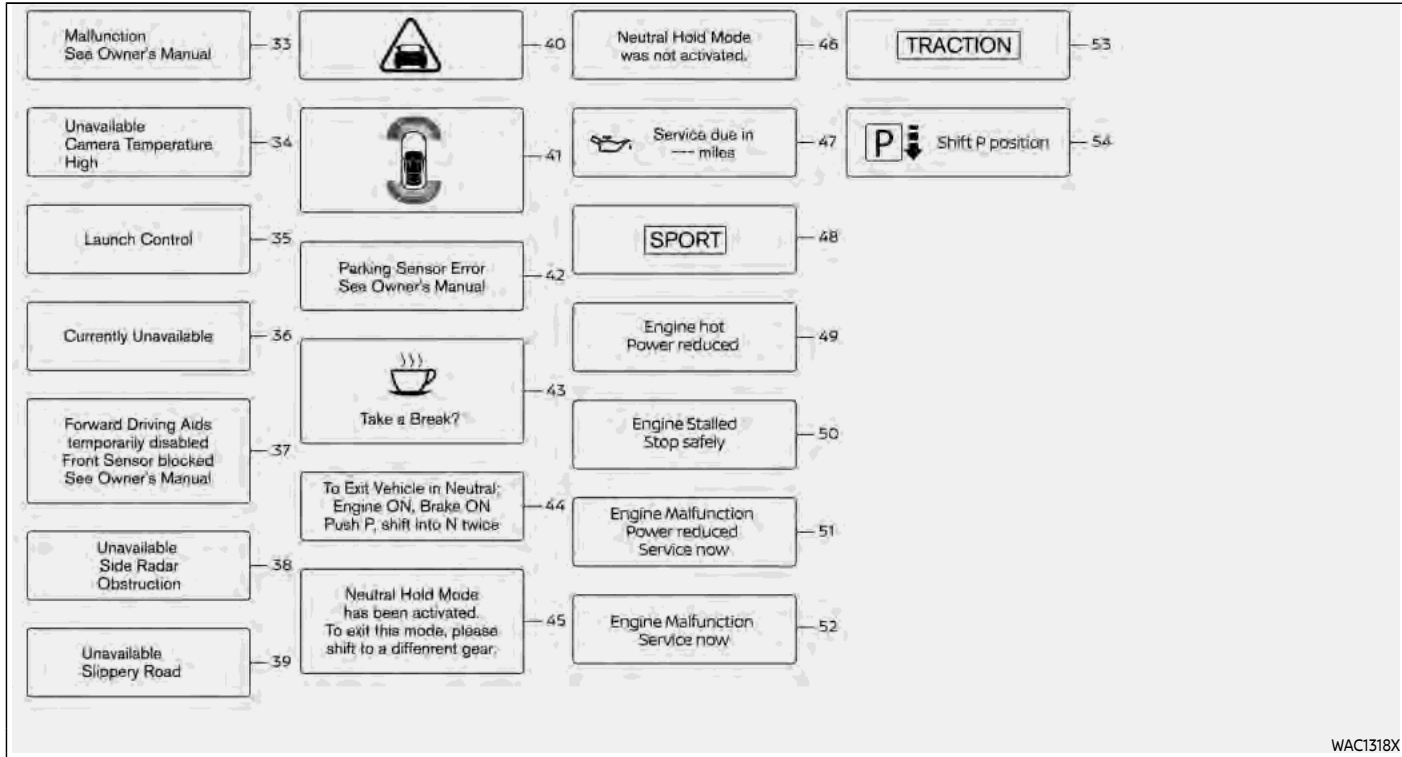 Malfunction
See Owner's Manual
33
Unavailable
Camera Temperature
High
34
Launch Control
35
Currently Unavailable
36
Forward Driving Aids
temporarily disabled
Front Sensor blocked
See Owner's Manual
37
Unavailable
Side Radar
Obstruction
38
Unavailable
Slippery Road
39
40
41
Parking Sensor Error
See Owner's Manual
42
Take a Break?
43
To Exit Vehicle in Neutral;
Engine ON, Brake ON
Push P, shift into N twice
44
Neutral Hold Mode
has been activated.
To exit this mode, please
shift to a diffenrent gear.
45
Neutral Hold Mode
was not activated.
46
Service due in
--- miles
47
SPORT
48
Engine hot
Power reduced
49
Engine Stalled
Stop safely
50
Engine Malfunction
Power reduced
Service now
51
Engine Malfunction
Service now
52
TRACTION
53
P Shift P position
54
WAC1318X